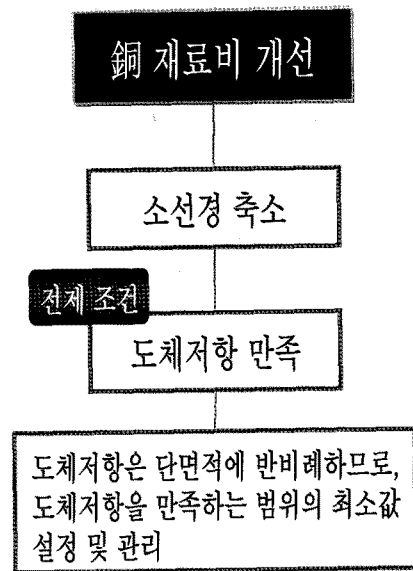 銅 재료비 개선
소선경 축소
전제 조건
도체저항 만족
도체저항은 단면적에 반비례하므로,
도체저항을 만족하는 범위의 최소값
설정 및 관리